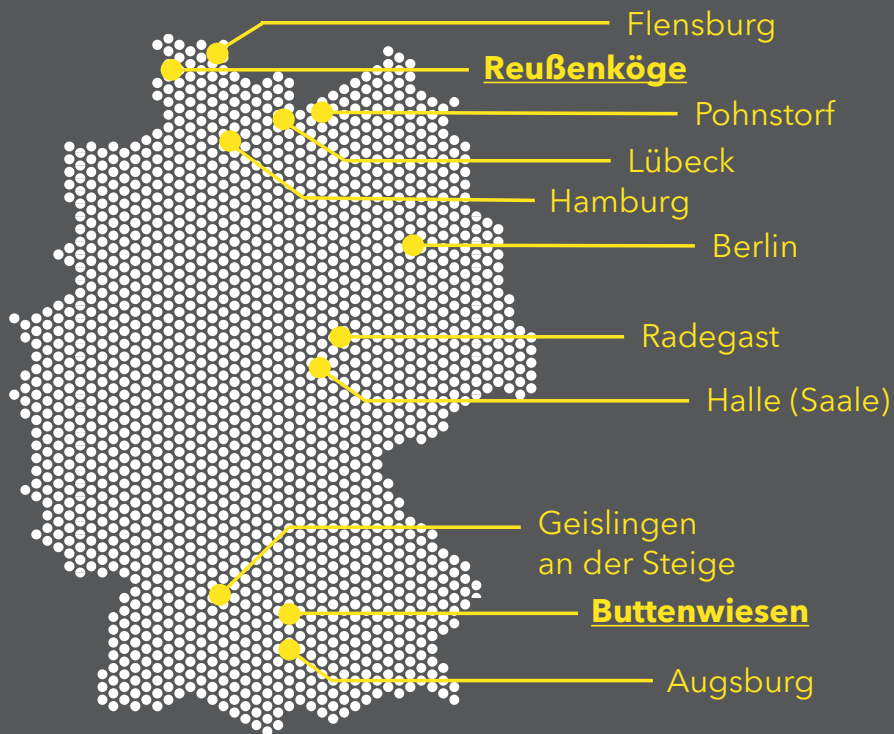 Flensburg
Reußenköge
Pohnstorf
Lübeck
Hamburg
Berlin
Radegast
Halle (Saale)
Geislingen
an der Steige
Buttenwiesen
Augsburg